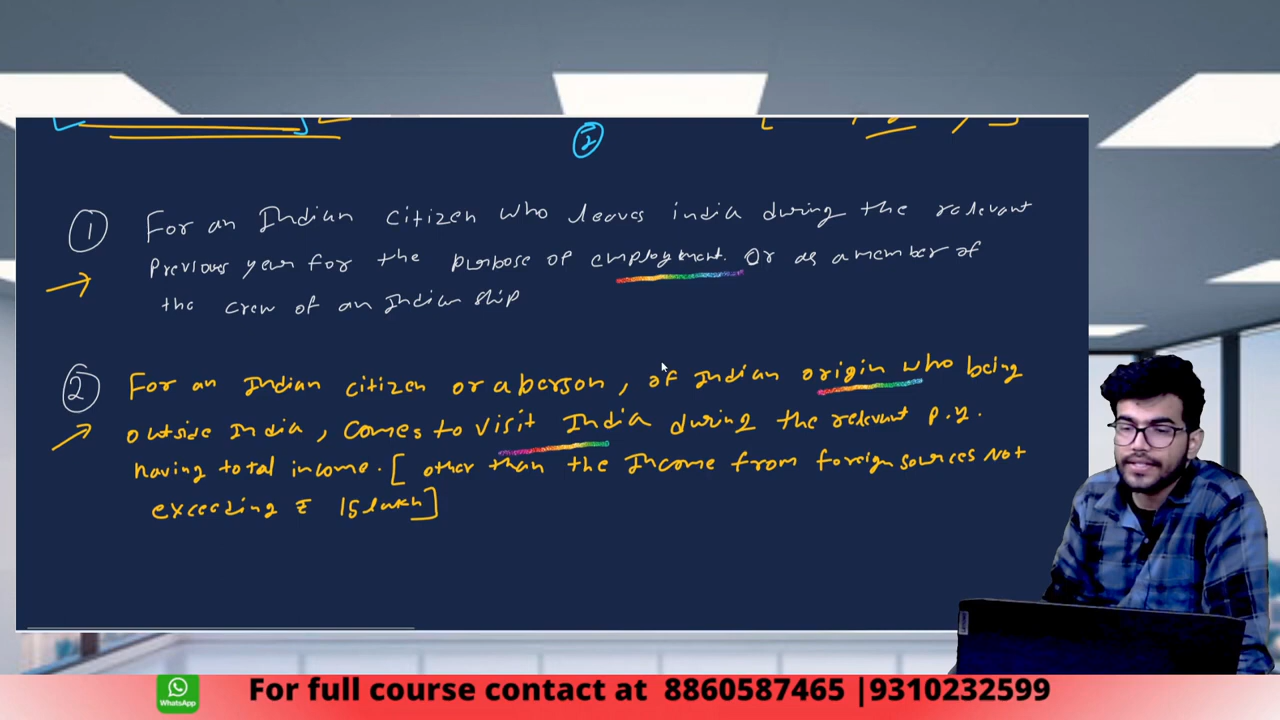 2
1 For an Indian citizen who leaves india during the relevant
Previous year for the purpose of employment. Or as a member of
the crew of an Indian ship
2 For an Indian citizen or a person, of Indian origin who being
outside India, comes to visit India during the relevant p.y.
having total income. [other than the Income from foreign sources Not
exceeding ₹ 15 lakh]
WhatsApp
For full course contact at 8860587465 |9310232599